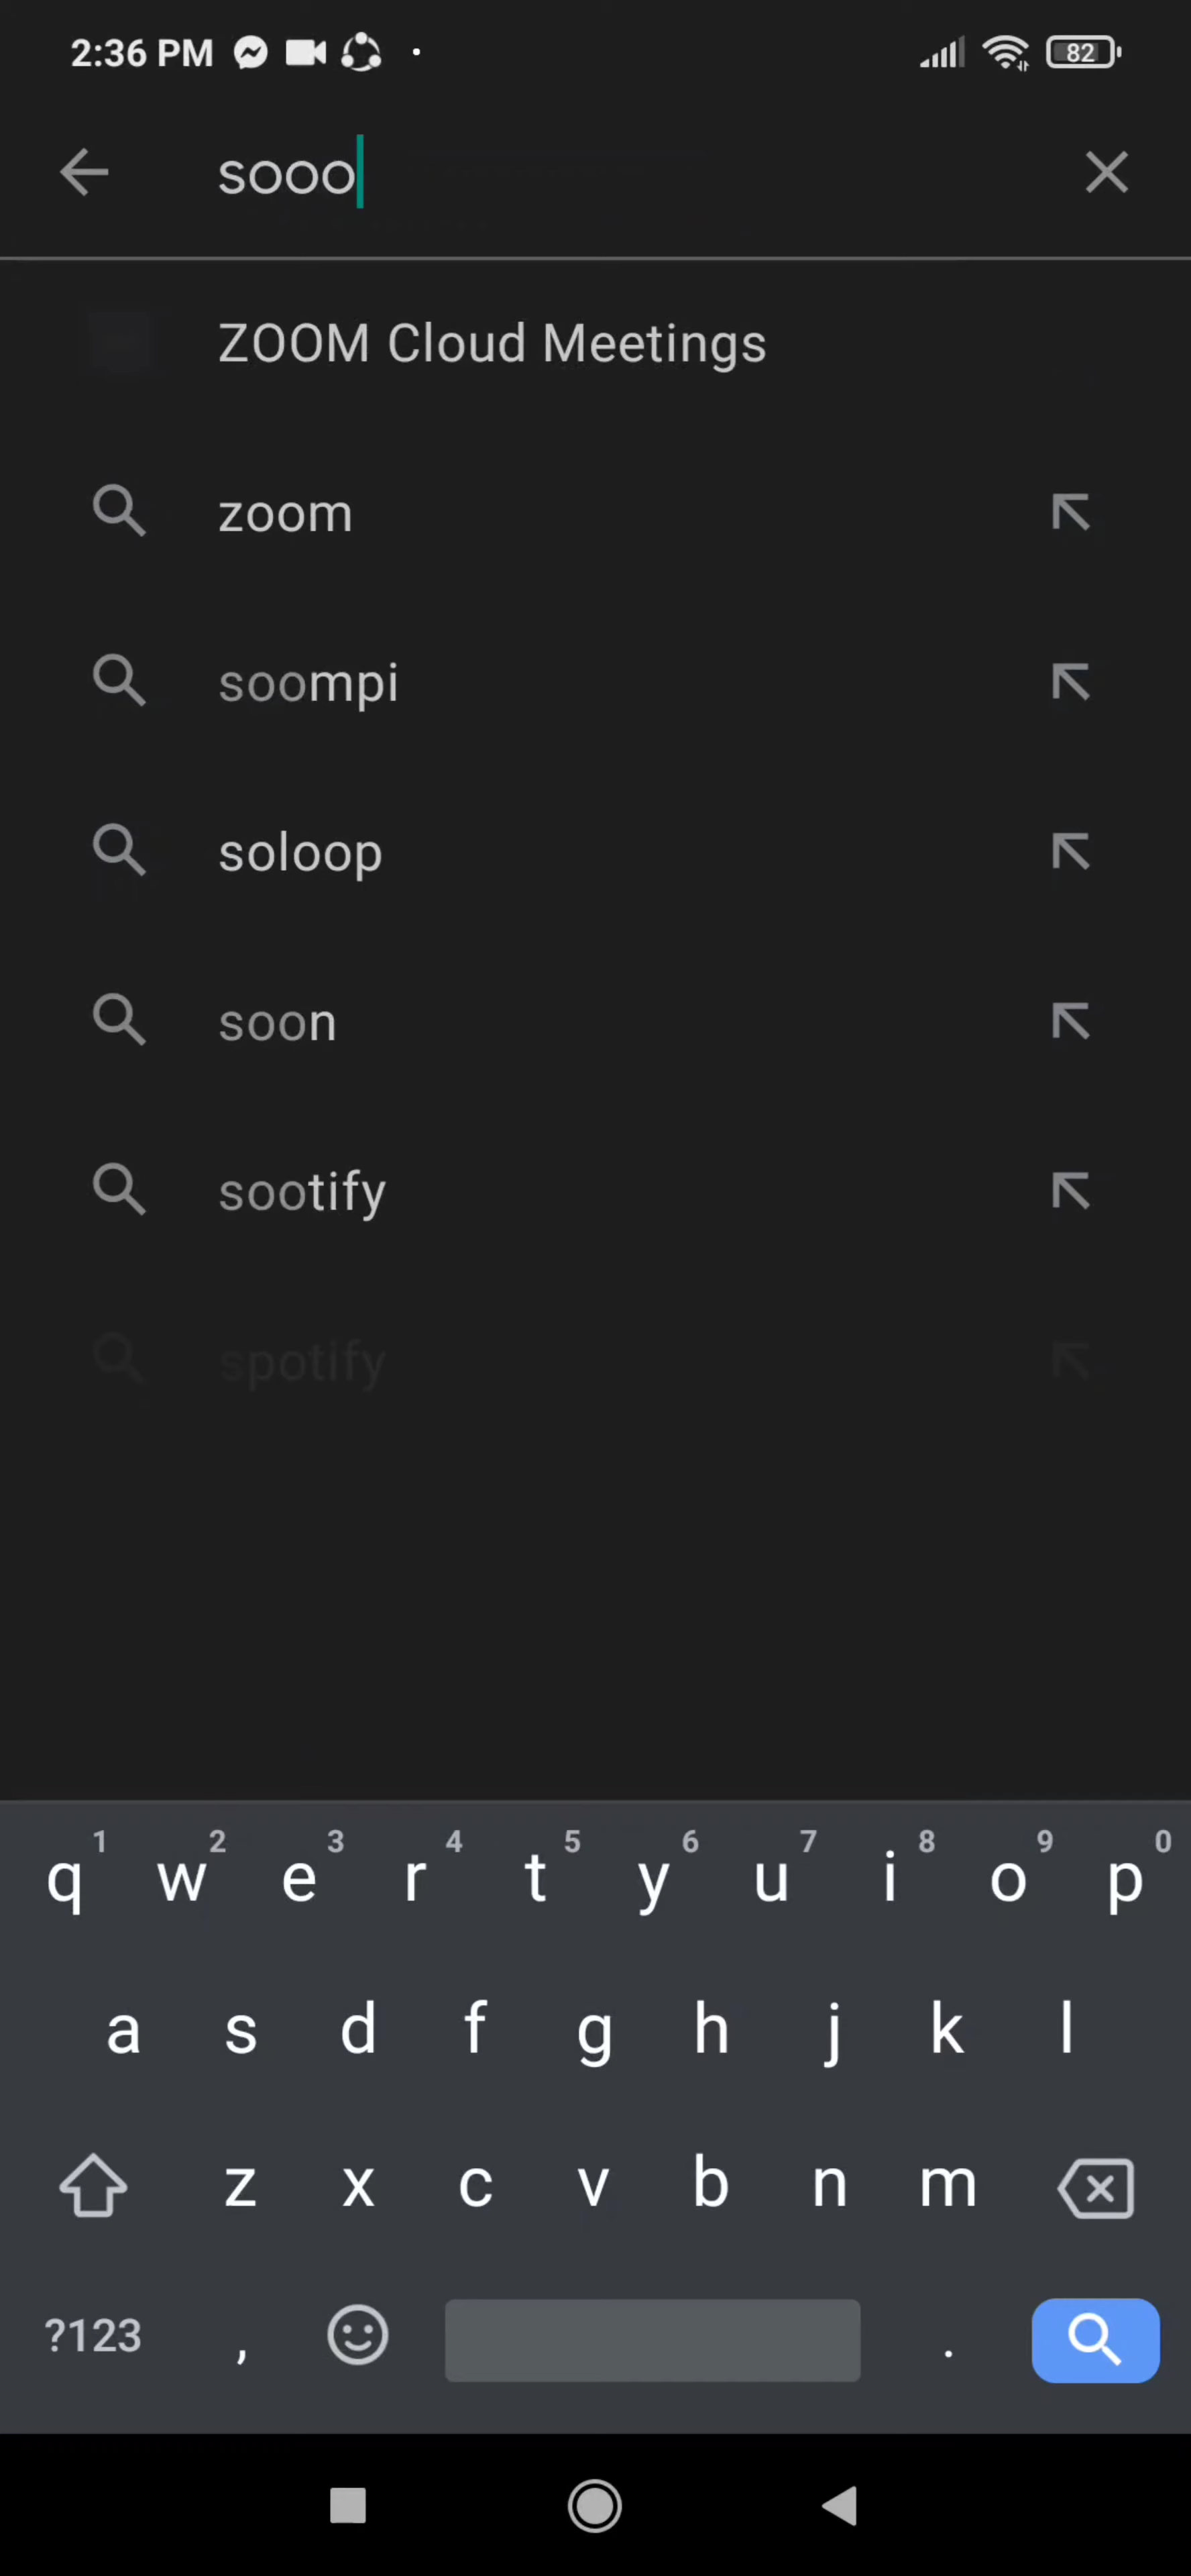 2:36 PM 82
sooo
ZOOM Cloud Meetings
zoom
soompi
soloop
soon
sootify
spotify
1 2 3 4 5 6 7 8 9 0
q w e r t y u i o p
a s d f g h j k l
z x c v b n m
?123 , .